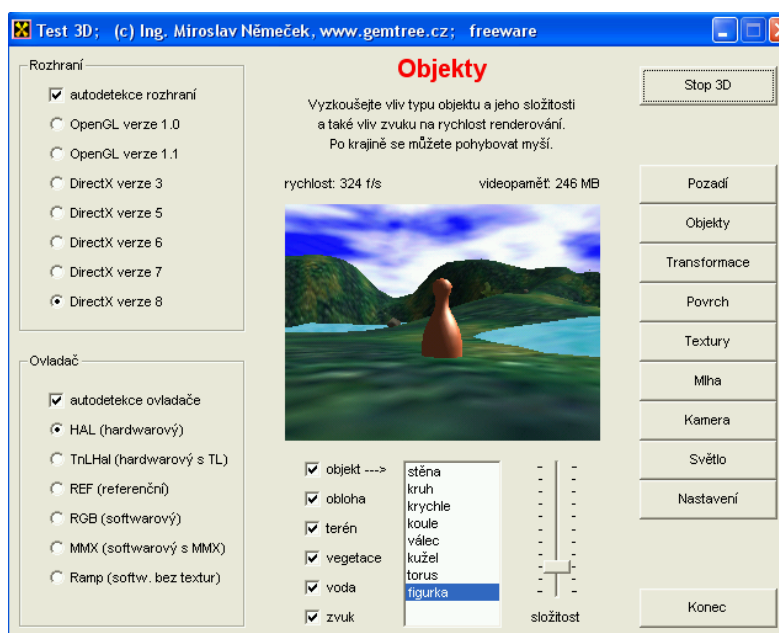 Test 3D; (c) Ing. Miroslav Němeček, www.gemtree.cz; freeware
Rozhraní
autodetekce rozhraní
OpenGL verze 1.0
OpenGL verze 1.1
DirectX verze 3
DirectX verze 5
DirectX verze 6
DirectX verze 7
DirectX verze 8
Ovladač
autodetekce ovladače
HAL (hardwarový)
TnLHal (hardwarový s TL)
REF (referenční)
RGB (softwarový)
MMX (softwarový s MMX)
Ramp (softw. bez textur)
Objekty
Vyzkoušejte vliv typu objektu a jeho složitosti
a také vliv zvuku na rychlost renderování.
Po krajině se můžete pohybovat myší.
rychlost: 324 f/s
videopaměť: 246 MB
objekt --->
obloha
terén
vegetace
voda
zvuk
stěna
kruh
krychle
koule
válec
kužel
torus
figurka
složitost
Stop 3D
Pozadí
Objekty
Transformace
Povrch
Textury
Mlha
Kamera
Světlo
Nastavení
Konec